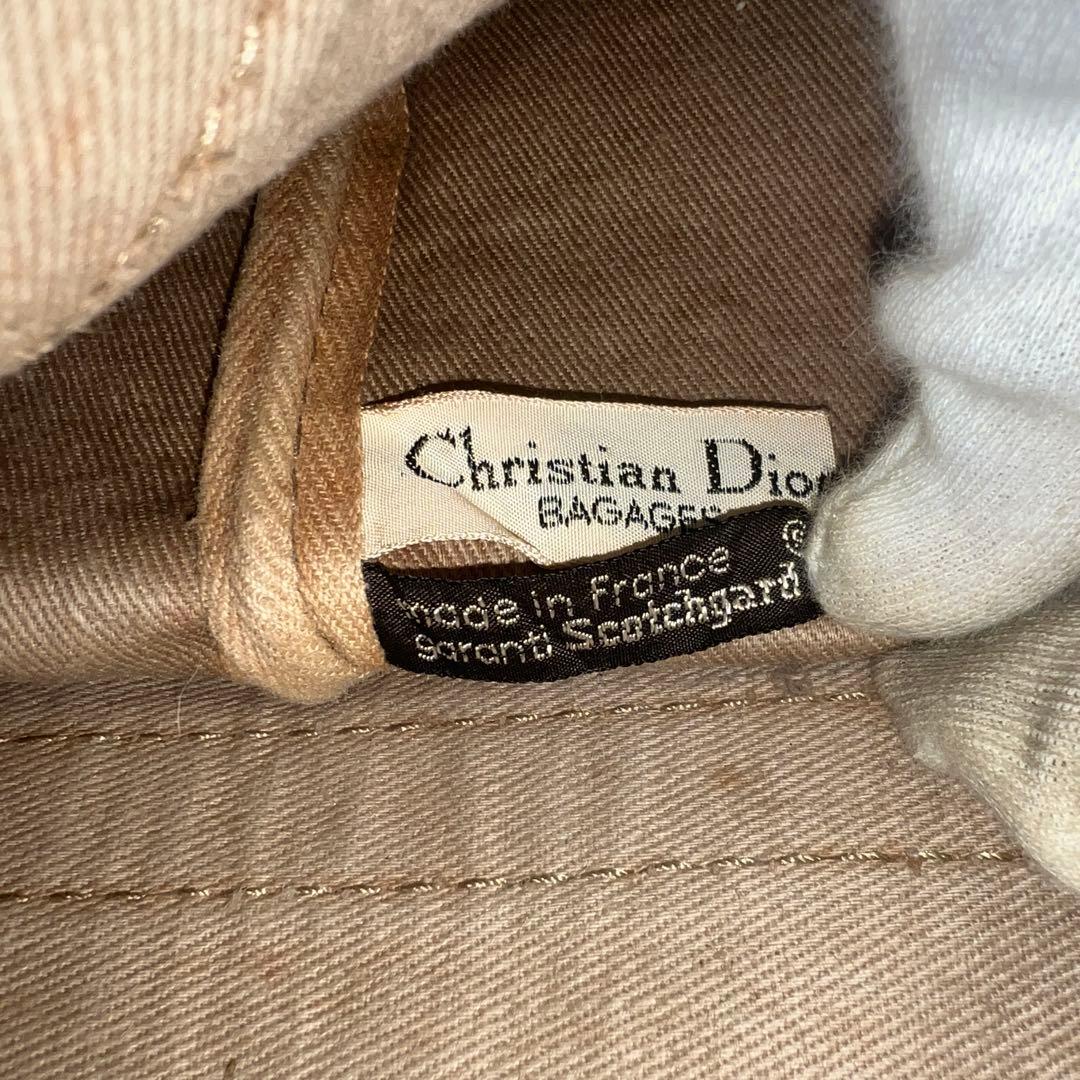 Christian Dior
BAGAGES
made in France
garanti Scotchgard ®